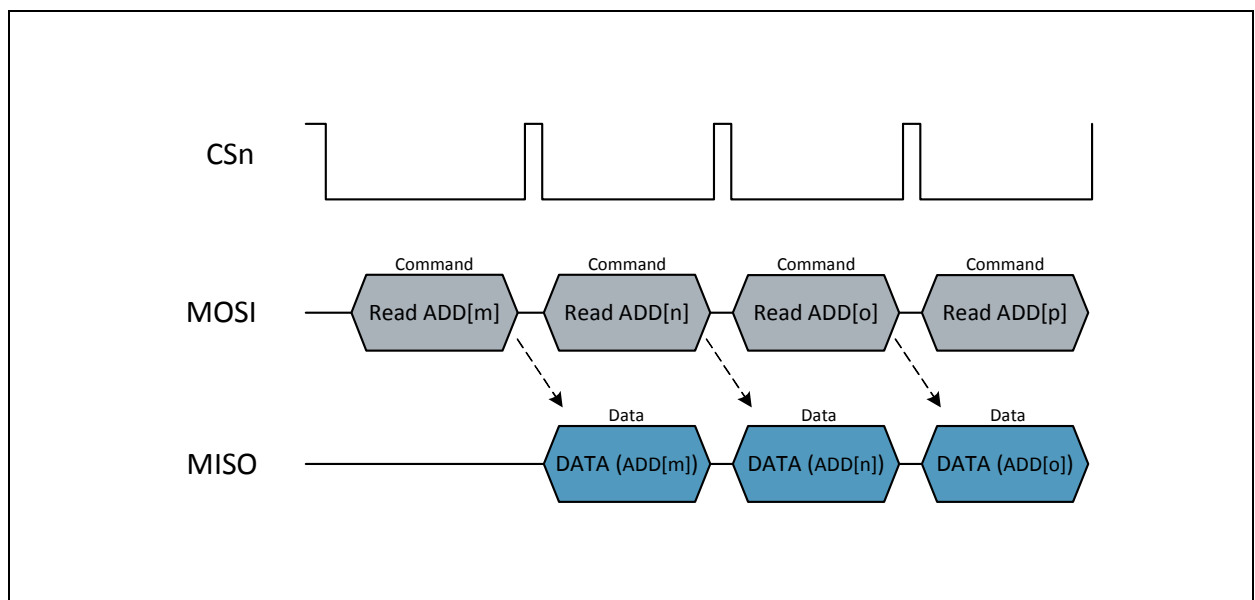 CSn
Command
Command
Command
Command
MOSI
Read ADD[m]
Read ADD[n]
Read ADD[o]
Read ADD[p]
Data
Data
Data
MISO
DATA (ADD[m])
DATA (ADD[n])
DATA (ADD[o])